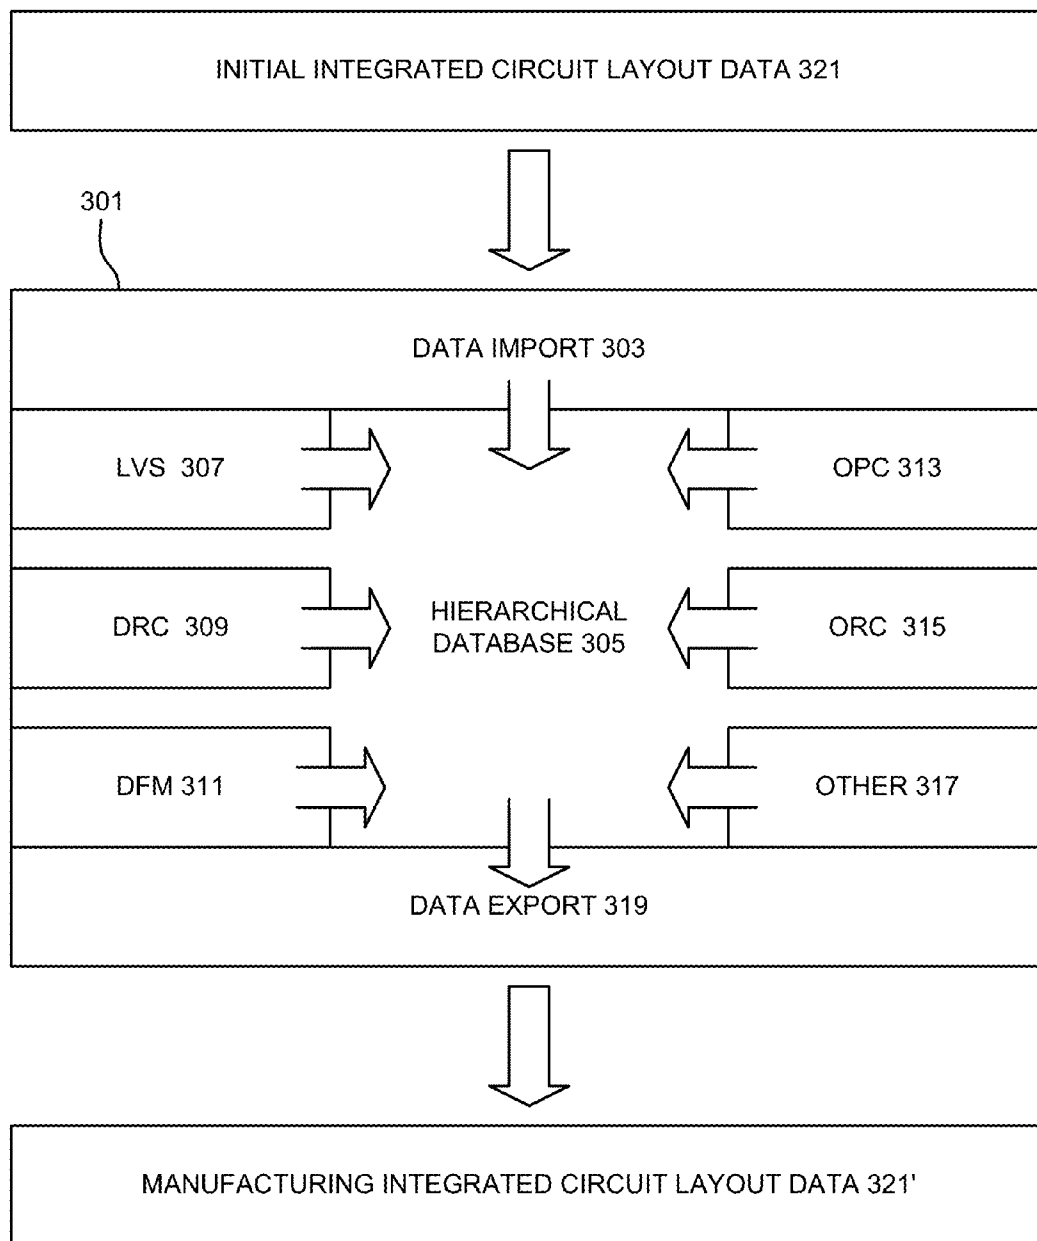 INITIAL INTEGRATED CIRCUIT LAYOUT DATA 321
301
DATA IMPORT 303
LVS 307
OPC 313
DRC 309
HIERARCHICAL
DATABASE 305
ORC 315
DFM 311
OTHER 317
DATA EXPORT 319
MANUFACTURING INTEGRATED CIRCUIT LAYOUT DATA 321'